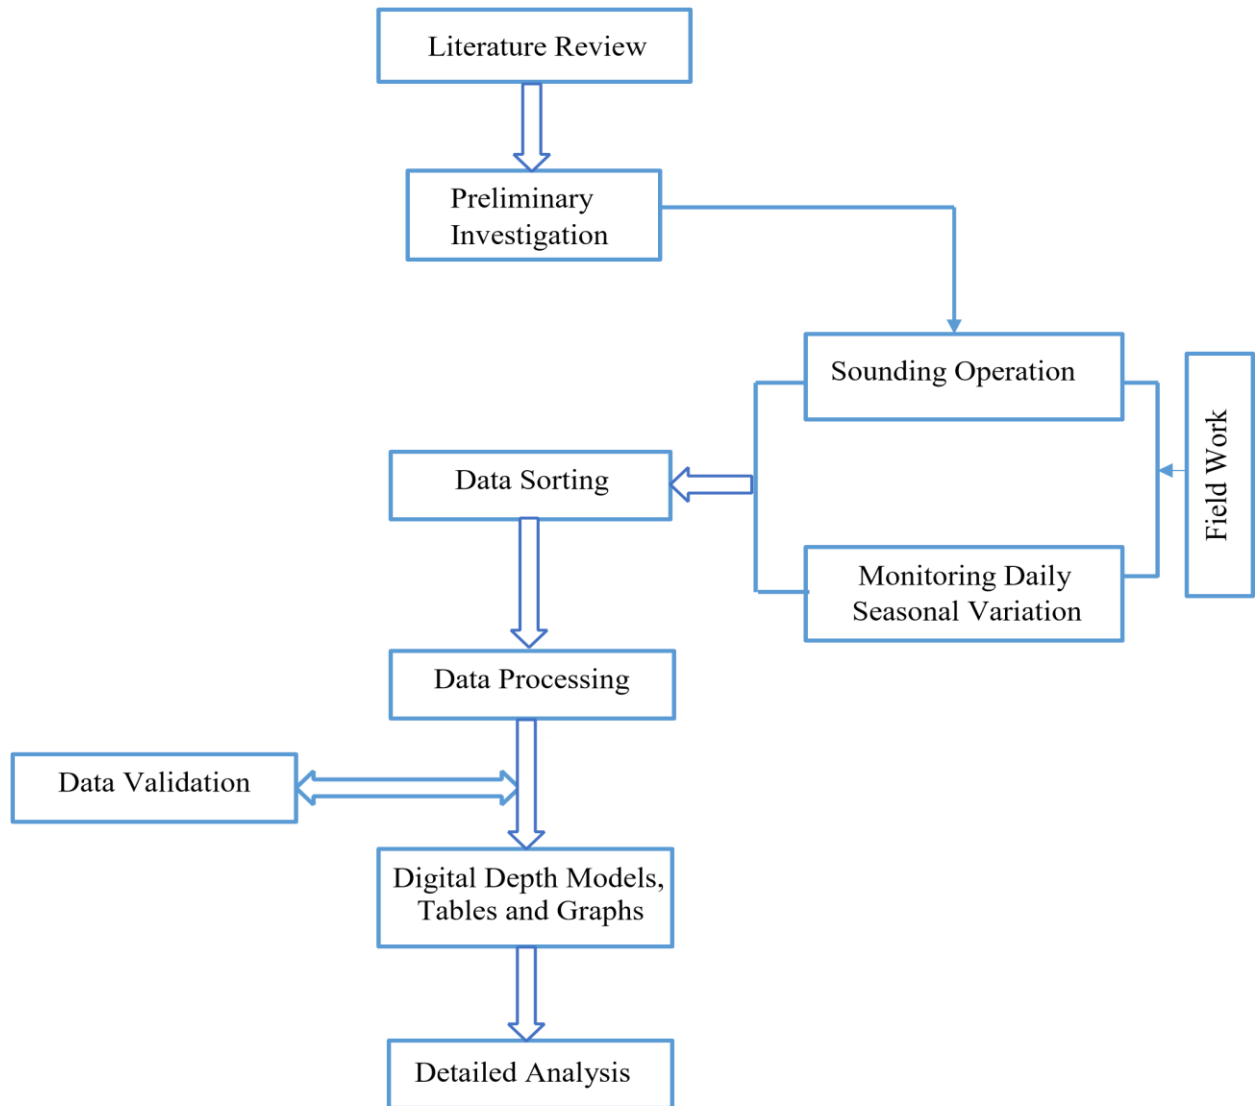 Literature Review
Preliminary
Investigation
Sounding Operation
Field Work
Data Sorting
Monitoring Daily
Seasonal Variation
Data Processing
Data Validation
Digital Depth Models,
Tables and Graphs
Detailed Analysis